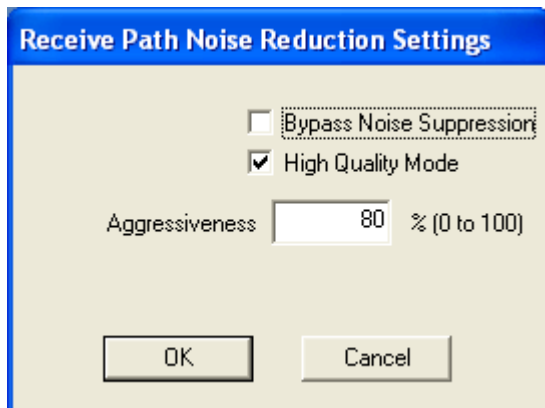 Receive Path Noise Reduction Settings
Bypass Noise Suppression
High Quality Mode
Aggressiveness 80 % (0 to 100)
OK Cancel